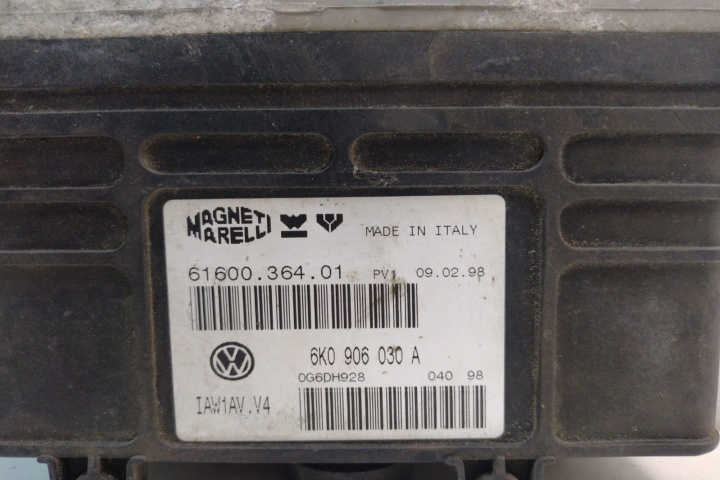 MAGNETI MARELLI MADE IN ITALY
61600.364.01 PV1 09.02.98
6K0 906 030 A
0G6DH928 040 98
IAW1AV.V4